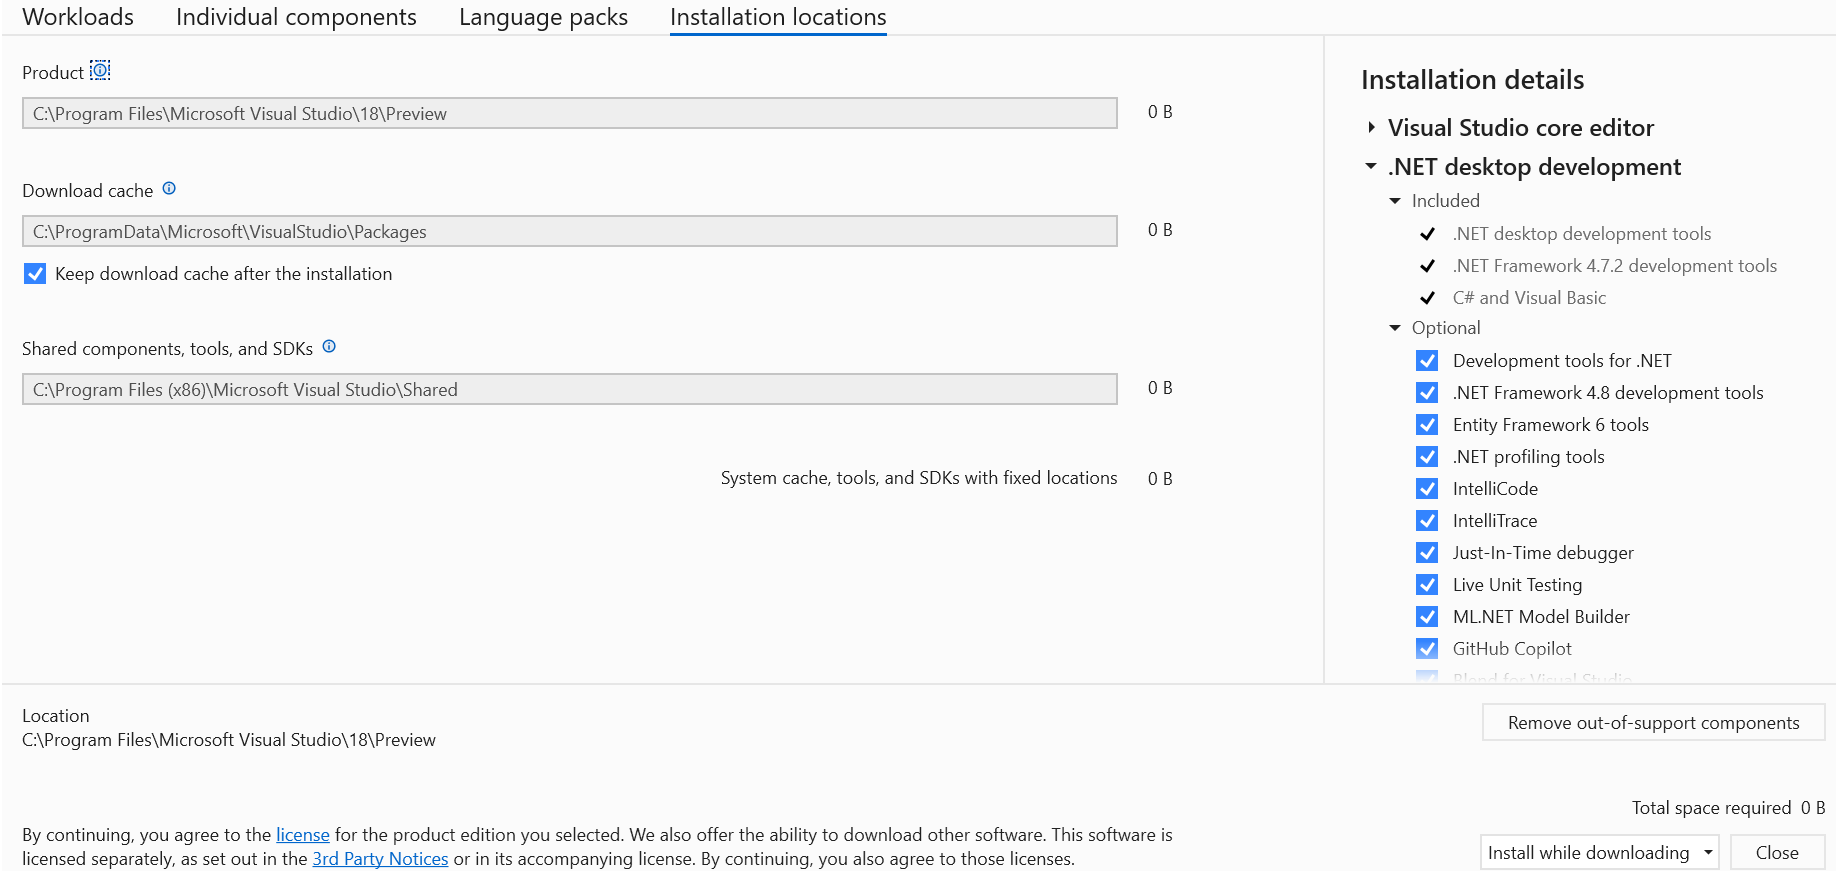 Workloads
Individual components
Language packs
Installation locations
Product
C:\Program Files\Microsoft Visual Studio\18\Preview
0 B
Download cache
C:\ProgramData\Microsoft\VisualStudio\Packages
0 B
Keep download cache after the installation
Shared components, tools, and SDKs
C:\Program Files (x86)\Microsoft Visual Studio\Shared
0 B
System cache, tools, and SDKs with fixed locations
0 B
Installation details
Visual Studio core editor
.NET desktop development
Included
.NET desktop development tools
.NET Framework 4.7.2 development tools
C# and Visual Basic
Optional
Development tools for .NET
.NET Framework 4.8 development tools
Entity Framework 6 tools
.NET profiling tools
IntelliCode
IntelliTrace
Just-In-Time debugger
Live Unit Testing
ML.NET Model Builder
GitHub Copilot
Blend for Visual Studio
Location
C:\Program Files\Microsoft Visual Studio\18\Preview
Remove out-of-support components
Total space required 0 B
By continuing, you agree to the license for the product edition you selected. We also offer the ability to download other software. This software is
licensed separately, as set out in the 3rd Party Notices or in its accompanying license. By continuing, you also agree to those licenses.
Install while downloading
Close